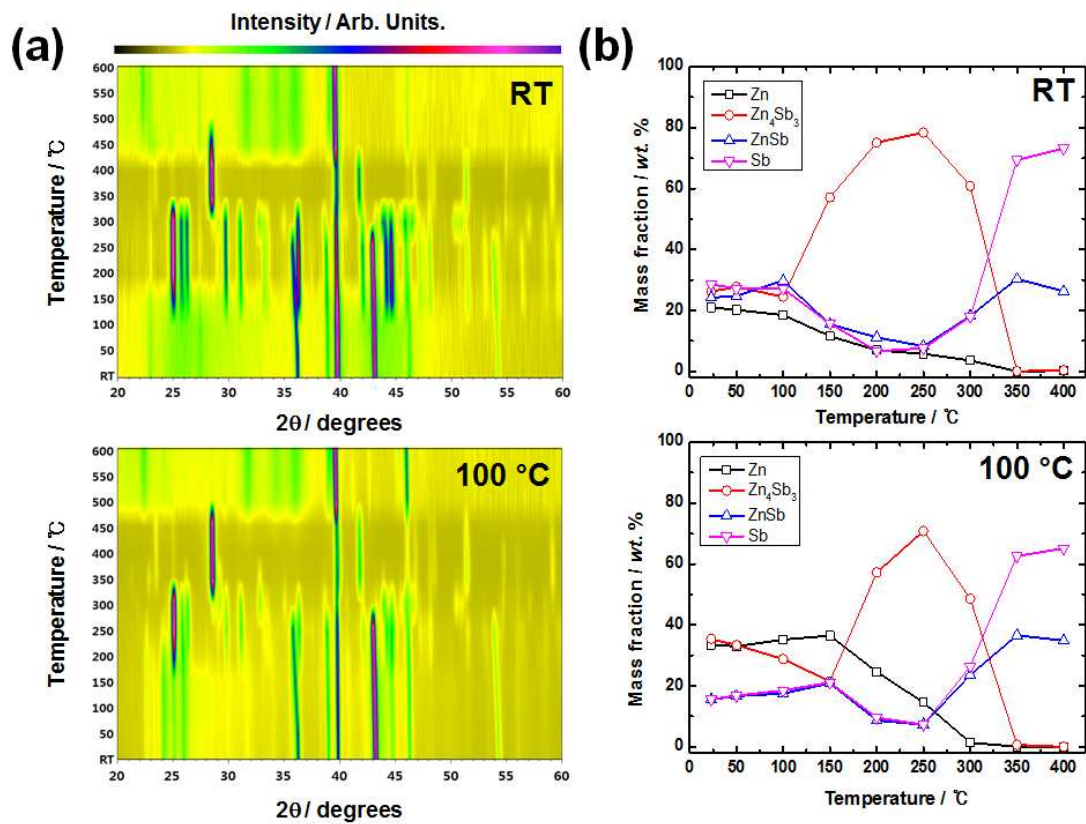 (a)
Intensity / Arb. Units.
RT
600
550
500
450
400
350
300
250
200
150
100
50
RT
Temperature / ℃
20 25 30 35 40 45 50 55 60
2θ / degrees
100 °C
600
550
500
450
400
350
300
250
200
150
100
50
RT
Temperature / ℃
20 25 30 35 40 45 50 55 60
2θ / degrees
(b)
RT
Zn
Zn₄Sb₃
ZnSb
Sb
100
80
60
40
20
0
Mass fraction / wt. %
0 50 100 150 200 250 300 350 400
Temperature / ℃
100 °C
Zn
Zn₄Sb₃
ZnSb
Sb
100
80
60
40
20
0
Mass fraction / wt. %
0 50 100 150 200 250 300 350 400
Temperature / ℃